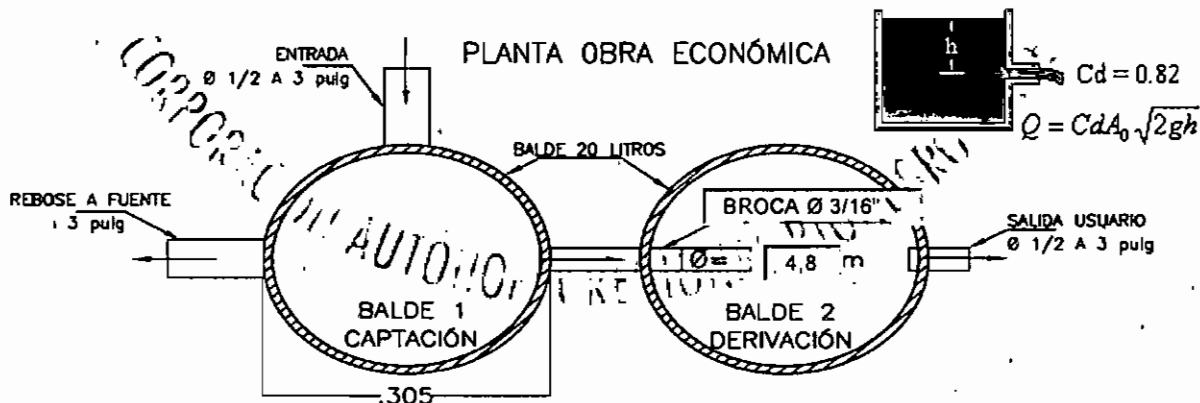 PLANTA OBRA ECONÓMICA
h
Cd = 0.82
Q = CdA₀ √2gh
ENTRADA
Ø 1/2 A 3 pulg
BALDE 20 LITROS
REBOSE A FUENTE
3 pulg
BROCA Ø 3/16"
Ø=
4,8 m
SALIDA USUARIO
Ø 1/2 A 3 pulg
BALDE 1
CAPTACIÓN
BALDE 2
DERIVACIÓN
.305